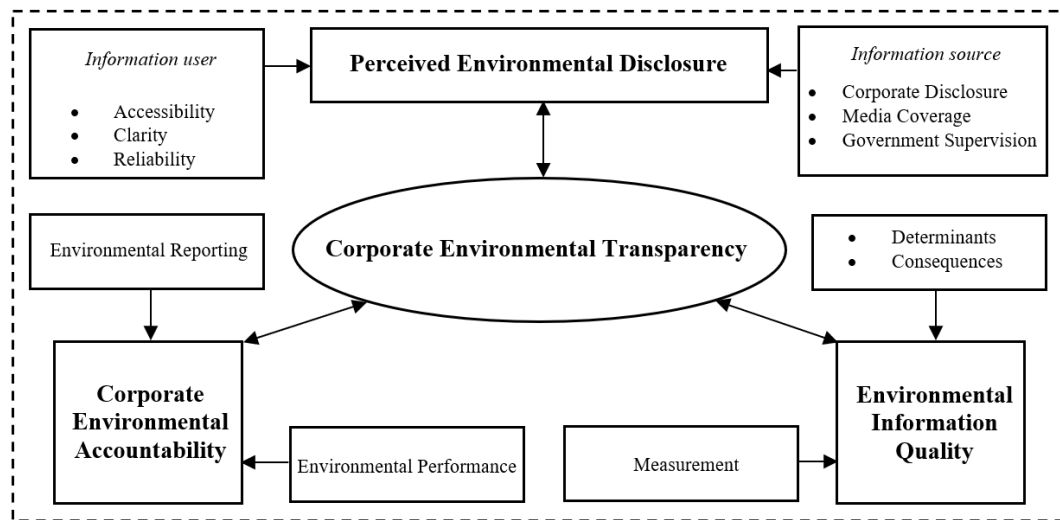 Information user
• Accessibility
• Clarity
• Reliability
Perceived Environmental Disclosure
Information source
• Corporate Disclosure
• Media Coverage
• Government Supervision
Environmental Reporting
Corporate Environmental Transparency
• Determinants
• Consequences
Corporate
Environmental
Accountability
Environmental Performance
Measurement
Environmental
Information
Quality